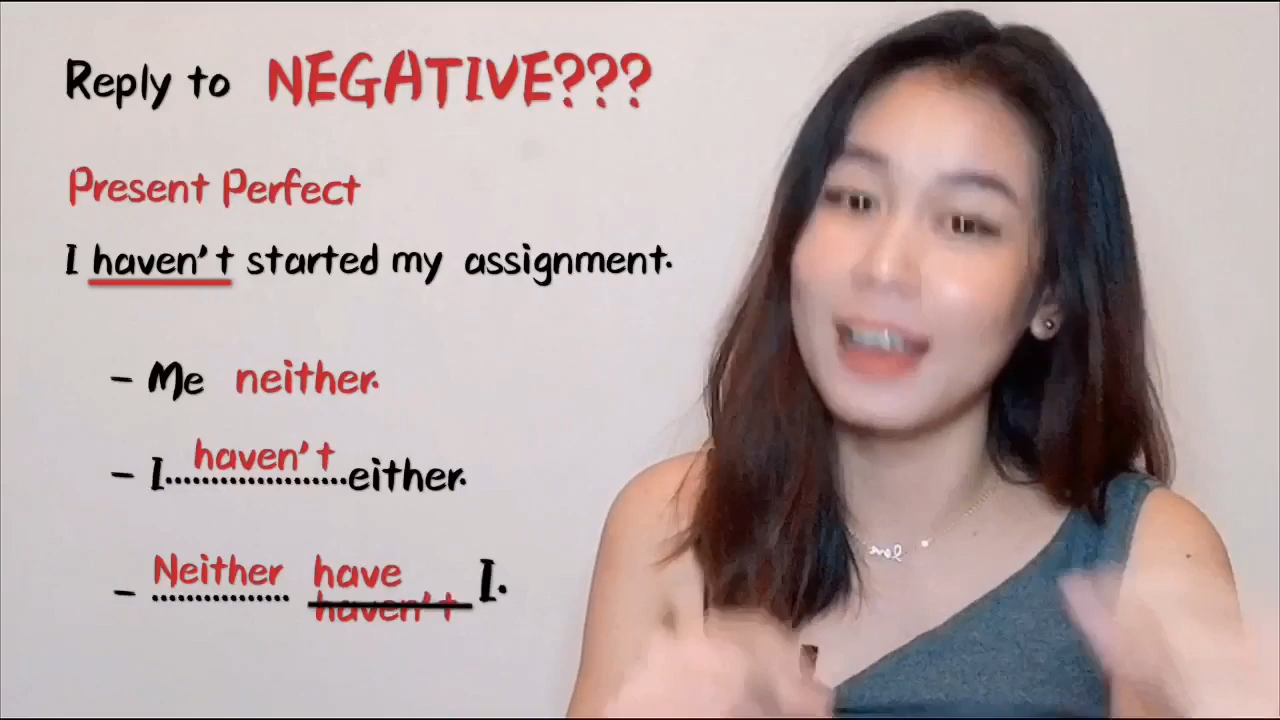 Reply to NEGATIVE???
Present Perfect
I haven't started my assignment.
- Me neither.
- I haven't either.
- Neither have haven't I.